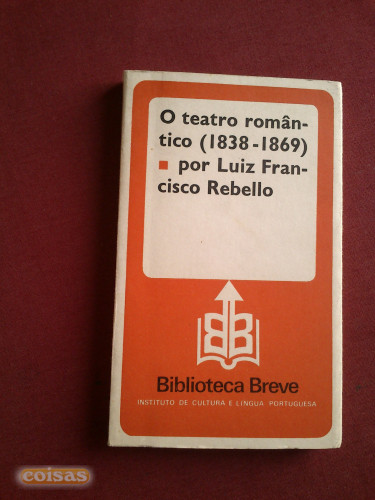 O teatro român-
tico (1838-1869)
▪ por Luiz Fran-
cisco Rebello
BB
Biblioteca Breve
INSTITUTO DE CULTURA E LÍNGUA PORTUGUESA
coisas